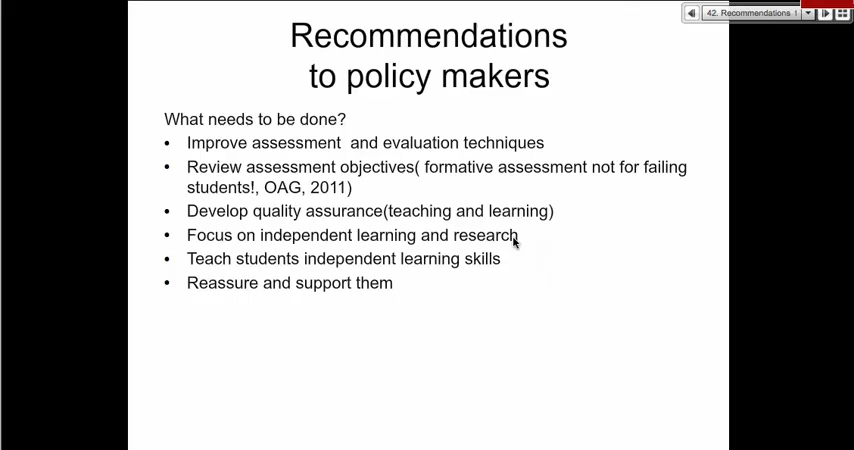 42. Recommendations 1
Recommendations
to policy makers
What needs to be done?
• Improve assessment  and evaluation techniques
• Review assessment objectives( formative assessment not for failing
students!, OAG, 2011)
• Develop quality assurance(teaching and learning)
• Focus on independent learning and research
• Teach students independent learning skills
• Reassure and support them